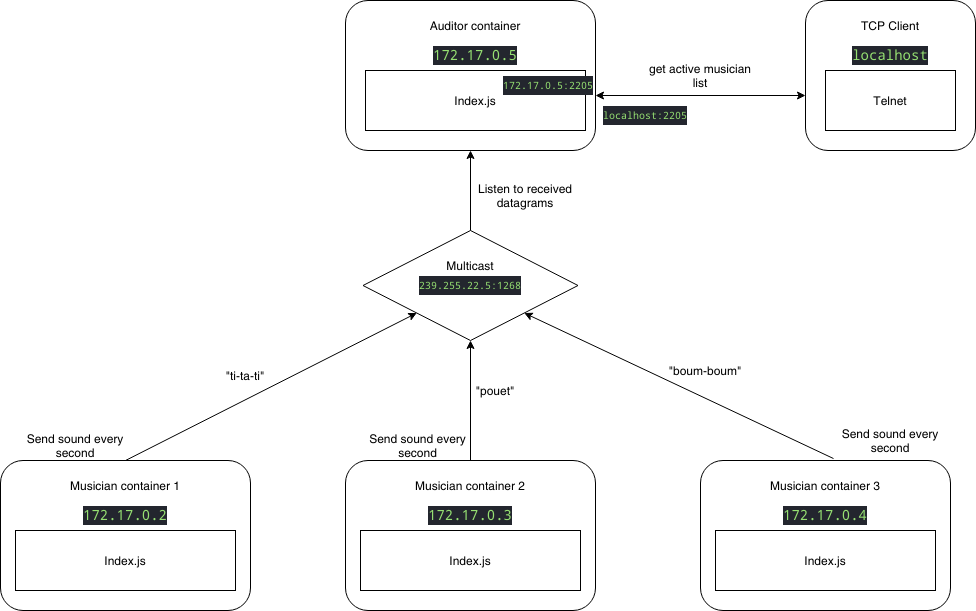 Auditor container
172.17.0.5
172.17.0.5:2205
Index.js
TCP Client
localhost
Telnet
get active musician
list
localhost:2205
Listen to received
datagrams
Multicast
239.255.22.5:1268
"ti-ta-ti"
"pouet"
"boum-boum"
Send sound every
second
Send sound every
second
Send sound every
second
Musician container 1
172.17.0.2
Index.js
Musician container 2
172.17.0.3
Index.js
Musician container 3
172.17.0.4
Index.js